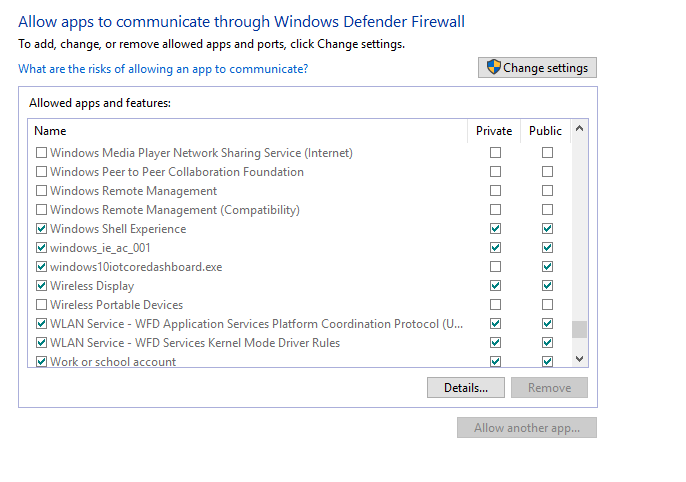 Allow apps to communicate through Windows Defender Firewall
To add, change, or remove allowed apps and ports, click Change settings.
What are the risks of allowing an app to communicate?
Change settings
Allowed apps and features:
Name Private Public
Windows Media Player Network Sharing Service (Internet)
Windows Peer to Peer Collaboration Foundation
Windows Remote Management
Windows Remote Management (Compatibility)
Windows Shell Experience
windows_ie_ac_001
windows10iotcoredashboard.exe
Wireless Display
Wireless Portable Devices
WLAN Service - WFD Application Services Platform Coordination Protocol (U...
WLAN Service - WFD Services Kernel Mode Driver Rules
Work or school account
Details... Remove
Allow another app...